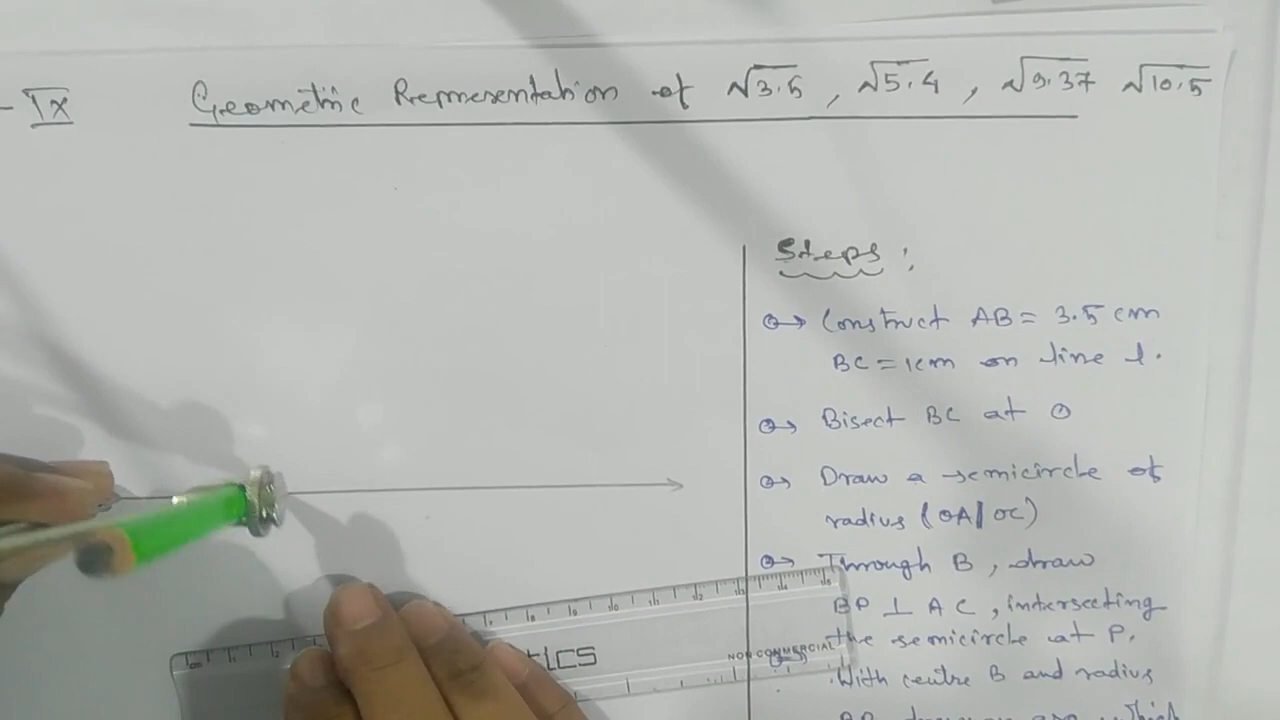 - IX Geometric Representation of √3.5, √5.4, √9.37 √10.5
Steps:
Construct AB = 3.5 cm
BC = 1cm on line l.
Bisect BC at O
Draw a semicircle of
radius (OA/OC)
Through B, draw
BP ⊥ AC, intersecting
the semicircle at P.
With centre B and radius
NON COMMERCIAL